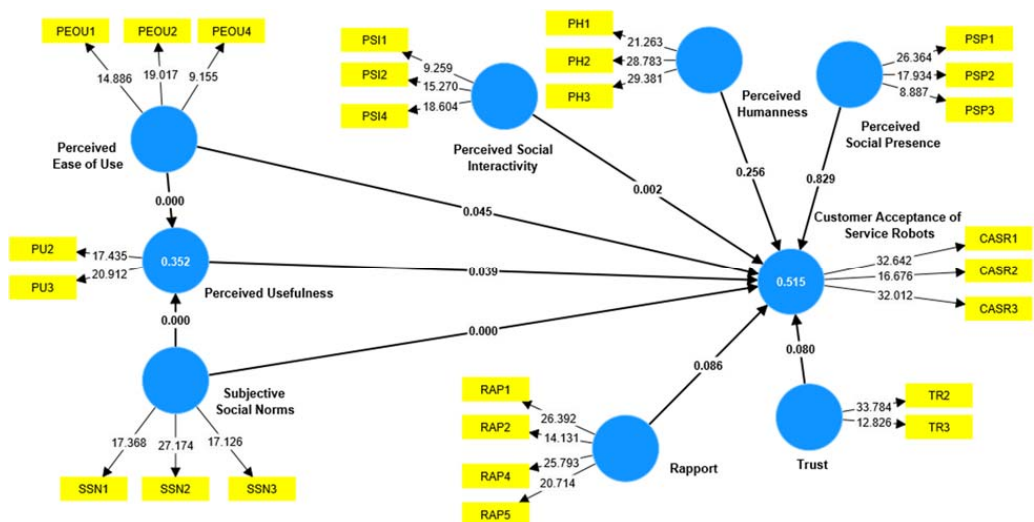 PEOU1
PEOU2
PEOU4
14.886
19.017
9.155
Perceived
Ease of Use
PSI1
PSI2
PSI4
9.259
15.270
18.604
Perceived Social
Interactivity
PH1
PH2
PH3
21.263
28.783
29.381
Perceived
Humanness
PSP1
PSP2
PSP3
26.364
17.934
8.887
Perceived
Social Presence
0.000
0.045
0.002
0.256
0.829
PU2
PU3
17.435
20.912
0.352
Perceived Usefulness
0.039
Customer Acceptance of
Service Robots
0.515
32.642
16.676
32.012
CASR1
CASR2
CASR3
0.000
0.000
0.086
0.080
Subjective
Social Norms
17.368
27.174
17.126
SSN1
SSN2
SSN3
RAP1
RAP2
RAP4
RAP5
26.392
14.131
25.793
20.714
Rapport
Trust
33.784
12.826
TR2
TR3